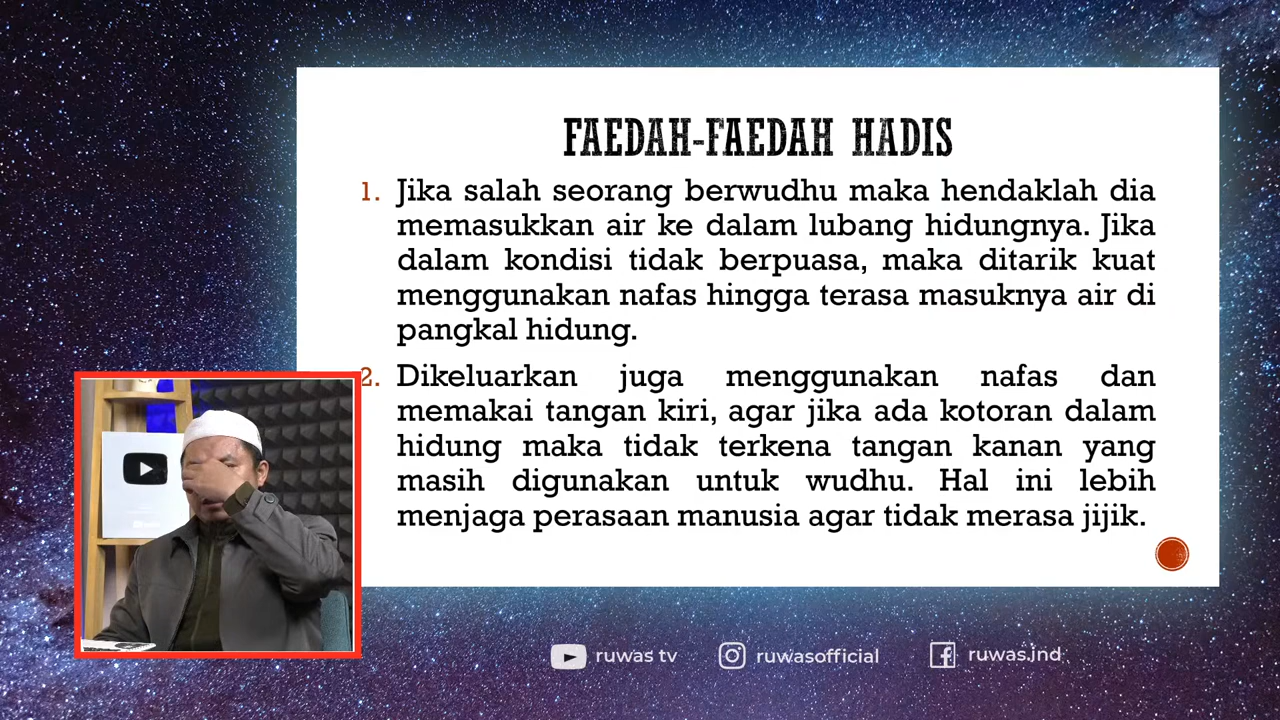 FAEDAH-FAEDAH HADIS
1. Jika salah seorang berwudhu maka hendaklah dia
memasukkan air ke dalam lubang hidungnya. Jika
dalam kondisi tidak berpuasa, maka ditarik kuat
menggunakan nafas hingga terasa masuknya air di
pangkal hidung.
2. Dikeluarkan juga menggunakan nafas dan
memakai tangan kiri, agar jika ada kotoran dalam
hidung maka tidak terkena tangan kanan yang
masih digunakan untuk wudhu. Hal ini lebih
menjaga perasaan manusia agar tidak merasa jijik.
ruwas tv ruwasofficial ruwas.jnd